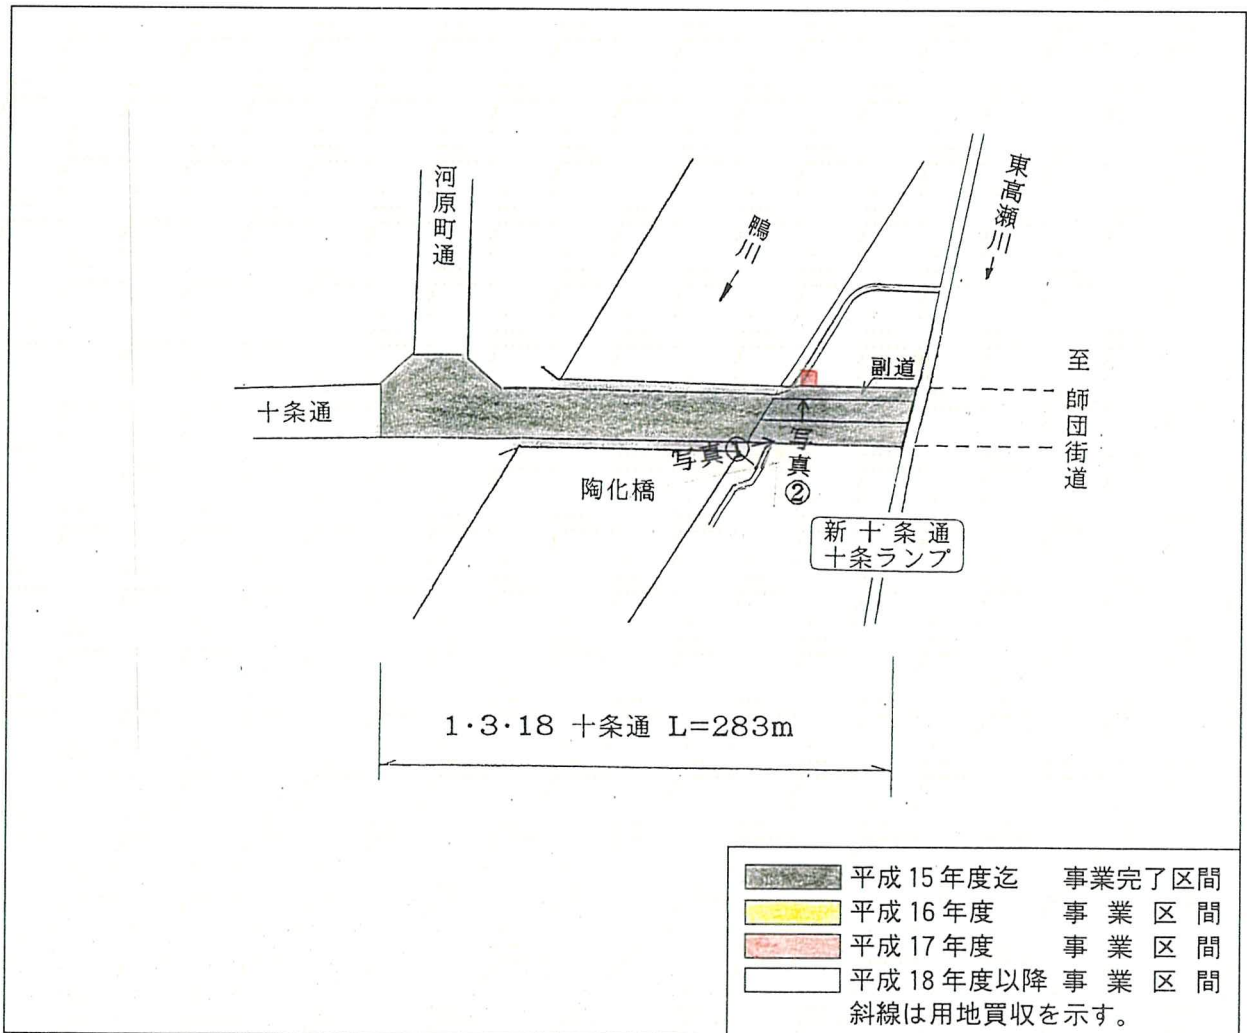 河原町通
鴨川
東高瀬川
副道
至 師団街道
十条通
写真①
写真②
陶化橋
新十条通
十条ランプ
1・3・18 十条通 L=283m
平成15年度迄 事業完了区間
平成16年度 事業区間
平成17年度 事業区間
平成18年度以降 事業区間
斜線は用地買収を示す。